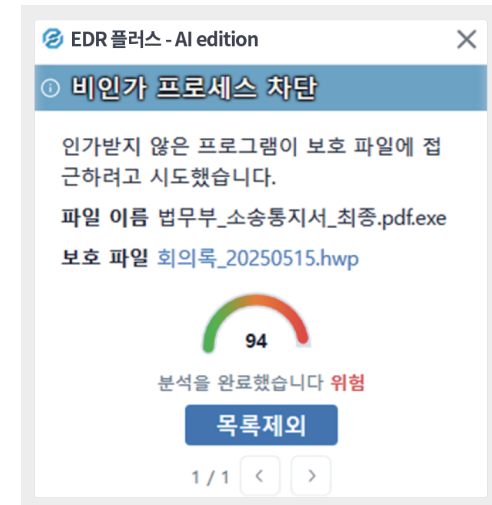 EDR 플러스 - AI edition
비인가 프로세스 차단
인가받지 않은 프로그램이 보호 파일에 접
근하려고 시도했습니다.
파일 이름 법무부_소송통지서_최종.pdf.exe
보호 파일 회의록_20250515.hwp
94
분석을 완료했습니다 위험
목록제외
1 / 1 < >